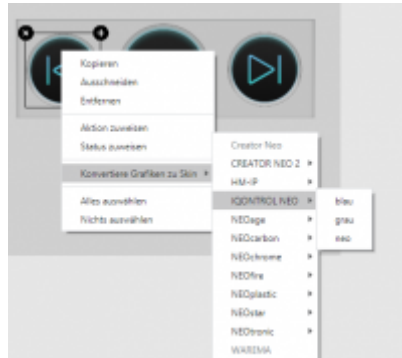 Kopieren
Ausschneiden
Entfernen
Aktion zuweisen
Status zuweisen
Konvertiere Grafiken zu Skin
Alles auswählen
Nichts auswählen
Creator Neo
CREATOR NEO 2
HM-IP
IQONTROL NEO
NEOage
NEOcarbon
NEOchrome
NEOfire
NEOplastic
NEOstar
NEOtronic
WAREMA
blau
grau
neo